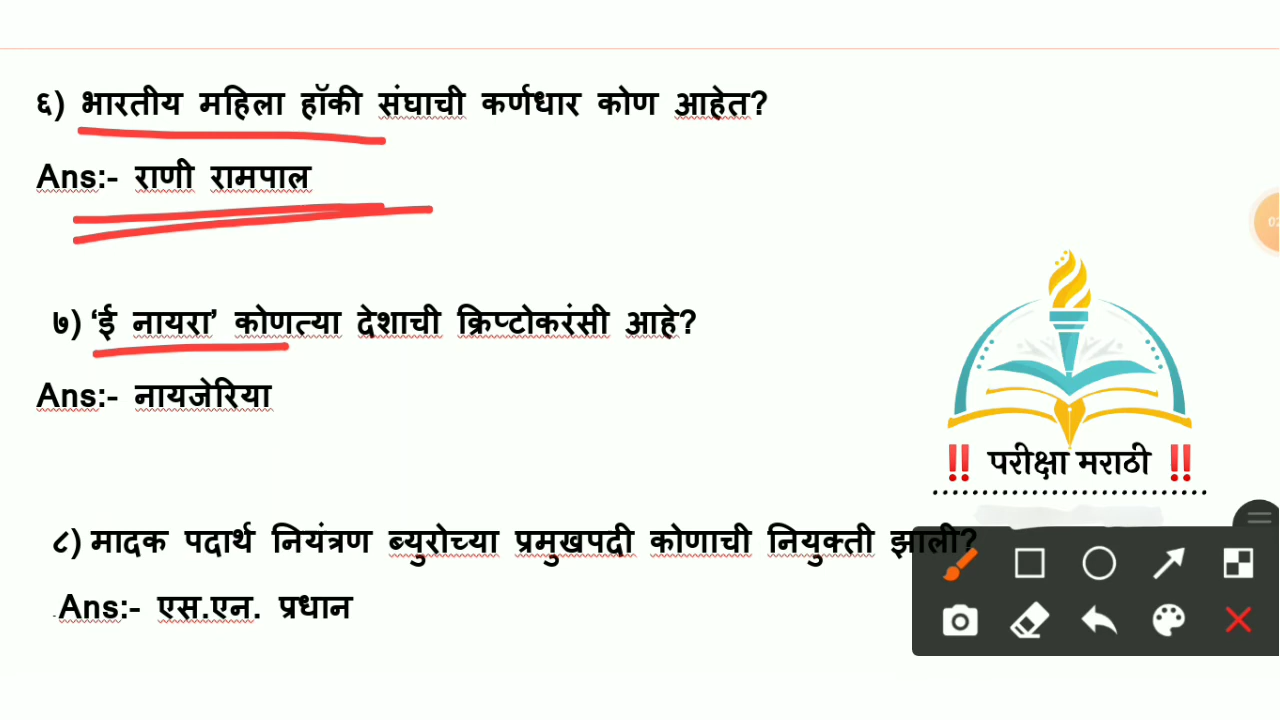 ६) भारतीय महिला हॉकी संघाची कर्णधार कोण आहेत?
Ans:- राणी रामपाल
७) ‘ई नायरा’ कोणत्या देशाची क्रिप्टोकरंसी आहे?
Ans:- नायजेरिया
‼ परीक्षा मराठी ‼
८) मादक पदार्थ नियंत्रण ब्युरोच्या प्रमुखपदी कोणाची नियुक्ती झाली?
Ans:- एस.एन. प्रधान